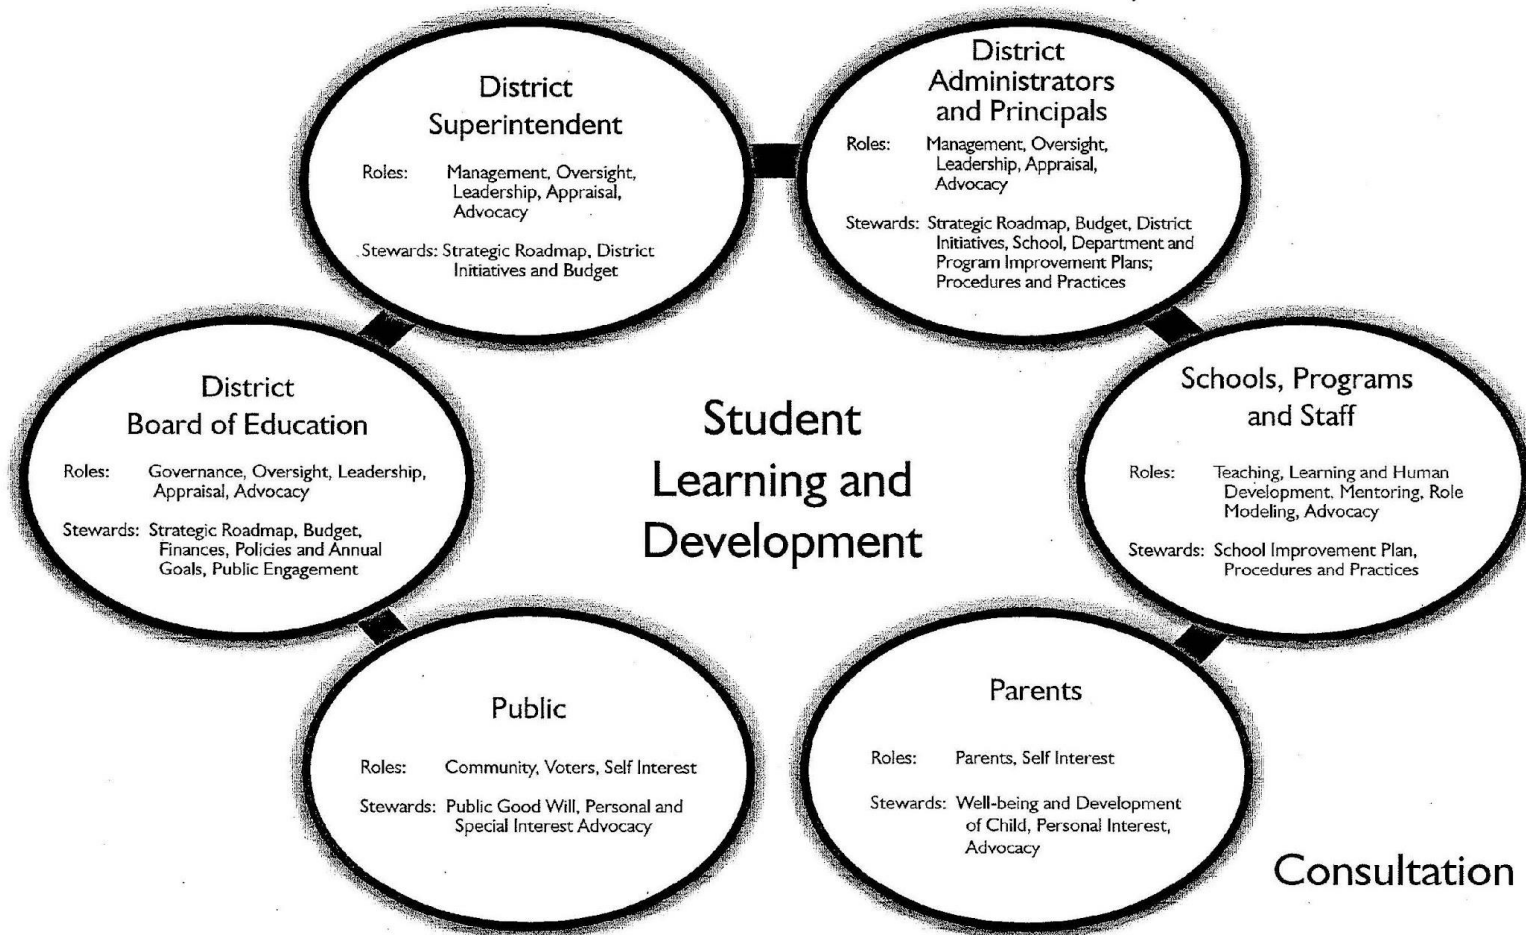 District
Superintendent
Roles: Management, Oversight,
Leadership, Appraisal,
Advocacy
Stewards: Strategic Roadmap, District
Initiatives and Budget
District
Administrators
and Principals
Roles: Management, Oversight,
Leadership, Appraisal,
Advocacy
Stewards: Strategic Roadmap, Budget, District
Initiatives, School, Department and
Program Improvement Plans;
Procedures and Practices
District
Board of Education
Roles: Governance, Oversight, Leadership,
Appraisal, Advocacy
Stewards: Strategic Roadmap, Budget,
Finances, Policies and Annual
Goals, Public Engagement
Student
Learning and
Development
Schools, Programs
and Staff
Roles: Teaching, Learning and Human
Development, Mentoring, Role
Modeling, Advocacy
Stewards: School Improvement Plan,
Procedures and Practices
Public
Roles: Community, Voters, Self Interest
Stewards: Public Good Will, Personal and
Special Interest Advocacy
Parents
Roles: Parents, Self Interest
Stewards: Well-being and Development
of Child, Personal Interest,
Advocacy
Consultation